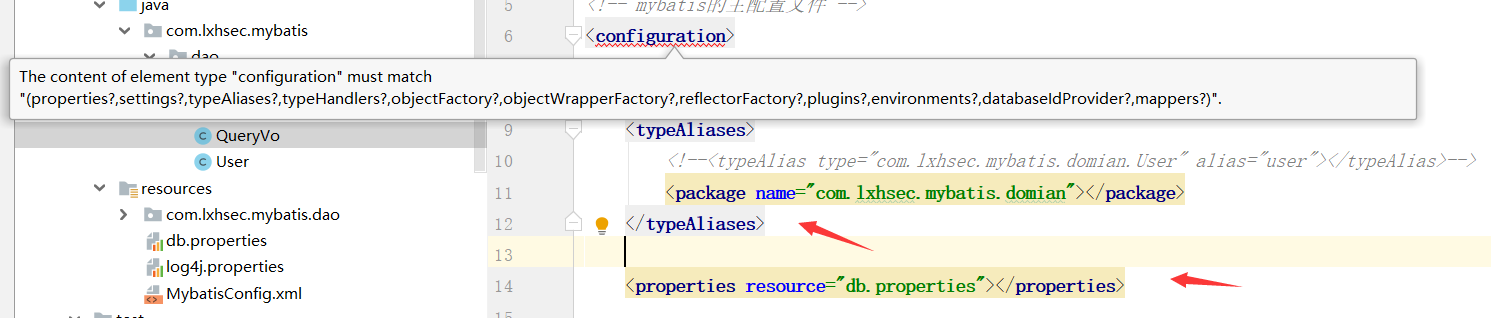 java
com.lxhsec.mybatis
dao
5 <!-- mybatis的主配置文件 -->
6 <configuration>
The content of element type "configuration" must match
"(properties?,settings?,typeAliases?,typeHandlers?,objectFactory?,objectWrapperFactory?,reflectorFactory?,plugins?,environments?,databaseIdProvider?,mappers?)".
QueryVo
User
resources
com.lxhsec.mybatis.dao
db.properties
log4j.properties
MybatisConfig.xml
9 <typeAliases>
10 <!--<typeAlias type="com.lxhsec.mybatis.domian.User" alias="user"></typeAlias>-->
11 <package name="com.lxhsec.mybatis.domian"></package>
12 </typeAliases>
13
14 <properties resource="db.properties"></properties>
15